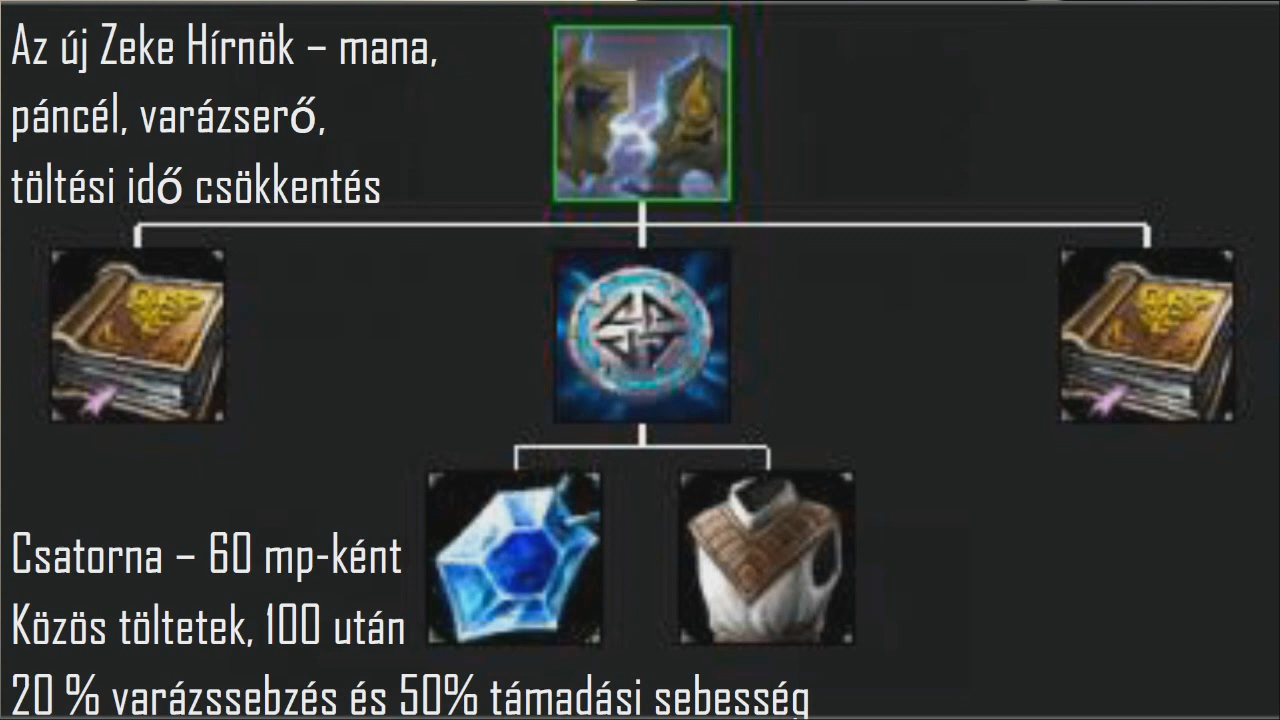 Az új Zeke Hírnök – mana,
páncél, varázserő,
töltési idő csökkentés
Csatorna – 60 mp-ként
Közös töltetek, 100 után
20 % varázssebzés és 50% támadási sebesség